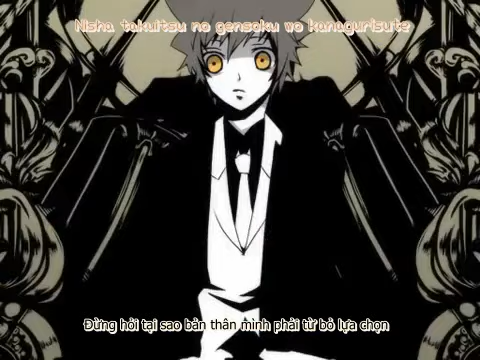 Nisha takuitsu no gensoku wo kanagurisute
Đừng hỏi tại sao bản thân mình phải từ bỏ lựa chọn